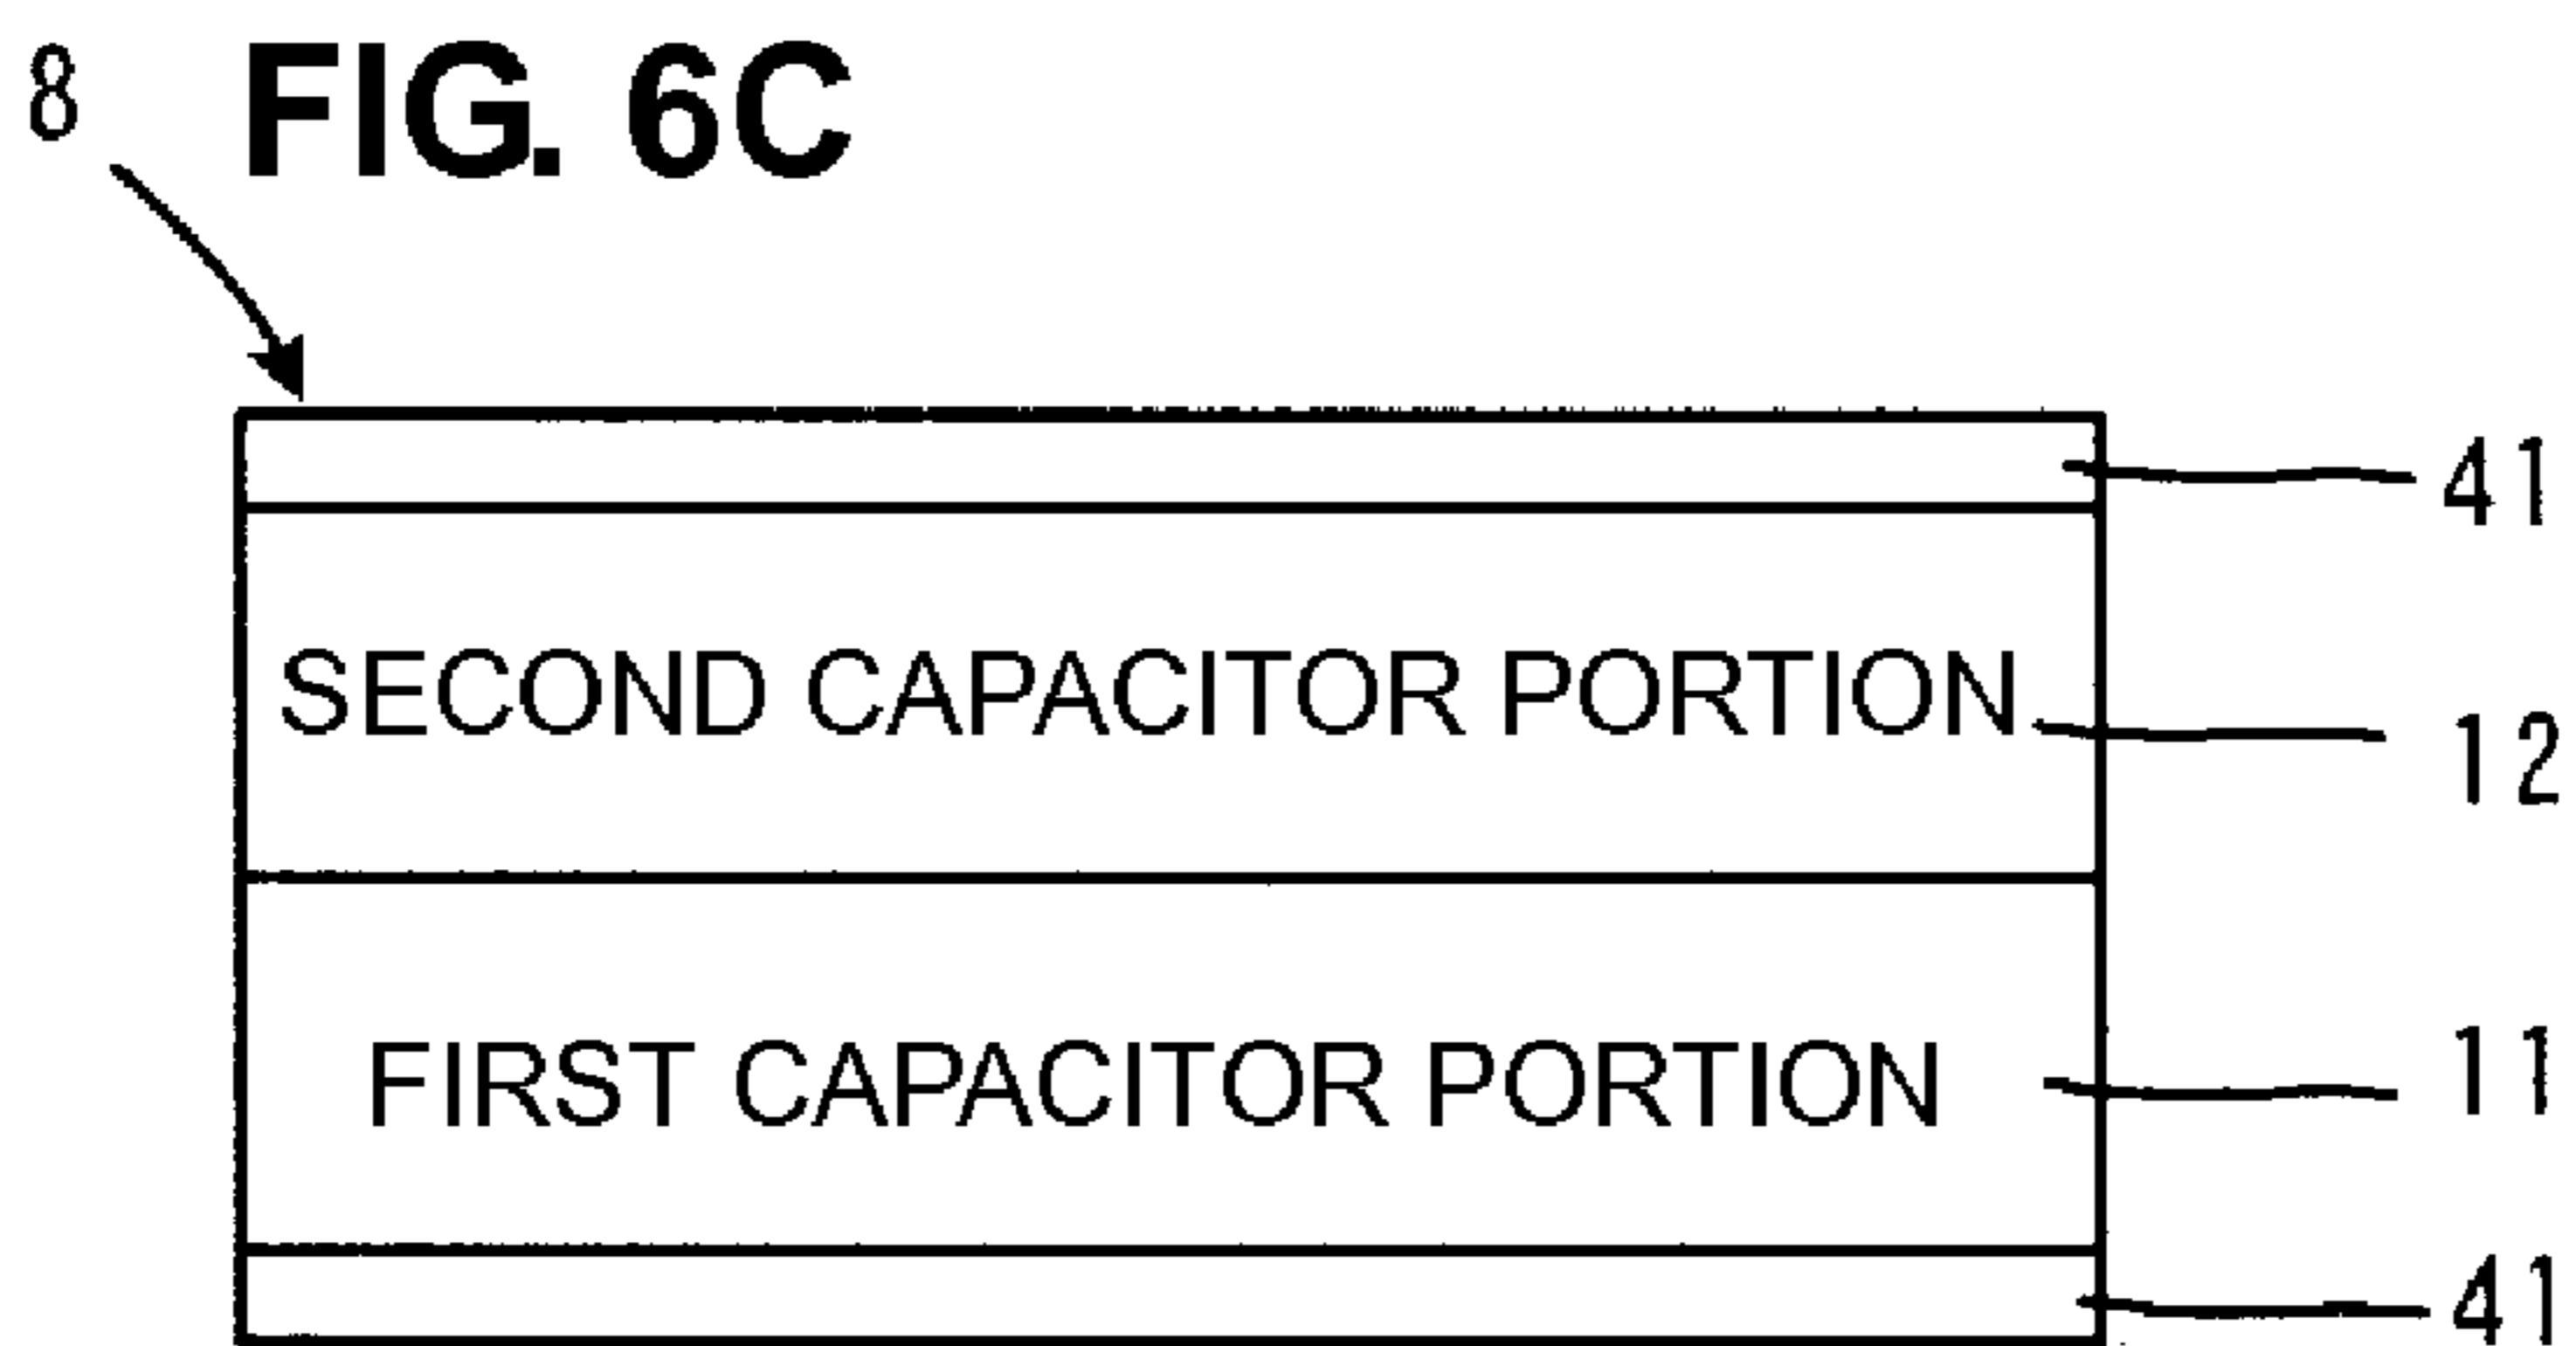 8 FIG. 6C
41
SECOND CAPACITOR PORTION 12
FIRST CAPACITOR PORTION 11
41